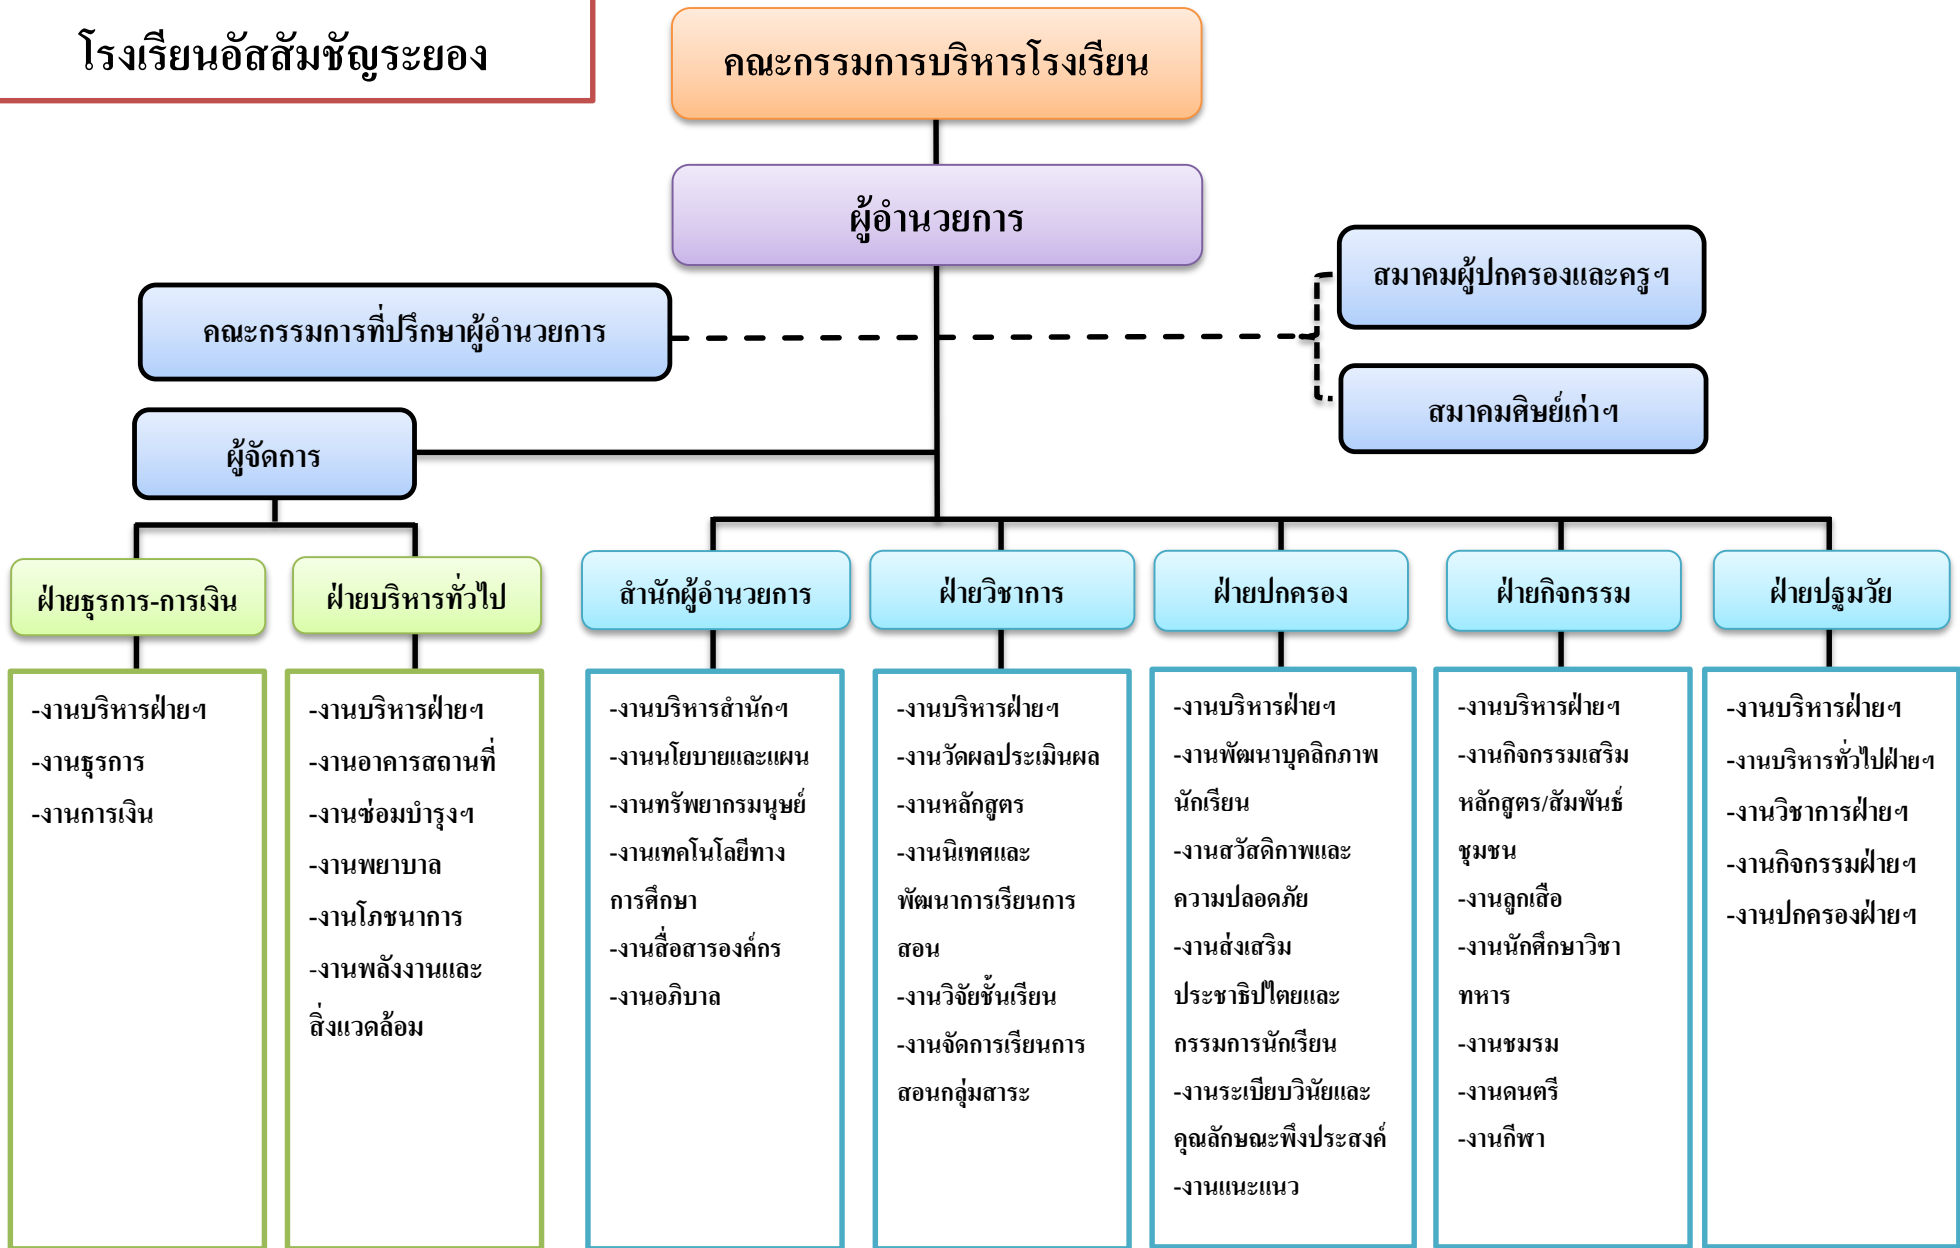 โรงเรียนอัสสัมชัญระยอง
คณะกรรมการบริหารโรงเรียน
ผู้อำนวยการ
คณะกรรมการที่ปรึกษาผู้อำนวยการ
สมาคมผู้ปกครองและครูฯ
สมาคมศิษย์เก่าฯ
ผู้จัดการ
ฝ่ายธุรการ-การเงิน
-งานบริหารฝ่ายฯ
-งานธุรการ
-งานการเงิน
ฝ่ายบริหารทั่วไป
-งานบริหารฝ่ายฯ
-งานอาคารสถานที่
-งานซ่อมบำรุงฯ
-งานพยาบาล
-งานโภชนาการ
-งานพลังงานและ
สิ่งแวดล้อม
สำนักผู้อำนวยการ
-งานบริหารสำนักฯ
-งานนโยบายและแผน
-งานทรัพยากรมนุษย์
-งานเทคโนโลยีทาง
การศึกษา
-งานสื่อสารองค์กร
-งานอภิบาล
ฝ่ายวิชาการ
-งานบริหารฝ่ายฯ
-งานวัดผลประเมินผล
-งานหลักสูตร
-งานนิเทศและ
พัฒนาการเรียนการ
สอน
-งานวิจัยชั้นเรียน
-งานจัดการเรียนการ
สอนกลุ่มสาระ
ฝ่ายปกครอง
-งานบริหารฝ่ายฯ
-งานพัฒนาบุคลิกภาพ
นักเรียน
-งานสวัสดิภาพและ
ความปลอดภัย
-งานส่งเสริม
ประชาธิปไตยและ
กรรมการนักเรียน
-งานระเบียบวินัยและ
คุณลักษณะพึงประสงค์
-งานแนะแนว
ฝ่ายกิจกรรม
-งานบริหารฝ่ายฯ
-งานกิจกรรมเสริม
หลักสูตร/สัมพันธ์
ชุมชน
-งานลูกเสือ
-งานนักศึกษาวิชา
ทหาร
-งานชมรม
-งานดนตรี
-งานกีฬา
ฝ่ายปฐมวัย
-งานบริหารฝ่ายฯ
-งานบริหารทั่วไปฝ่ายฯ
-งานวิชาการฝ่ายฯ
-งานกิจกรรมฝ่ายฯ
-งานปกครองฝ่ายฯ